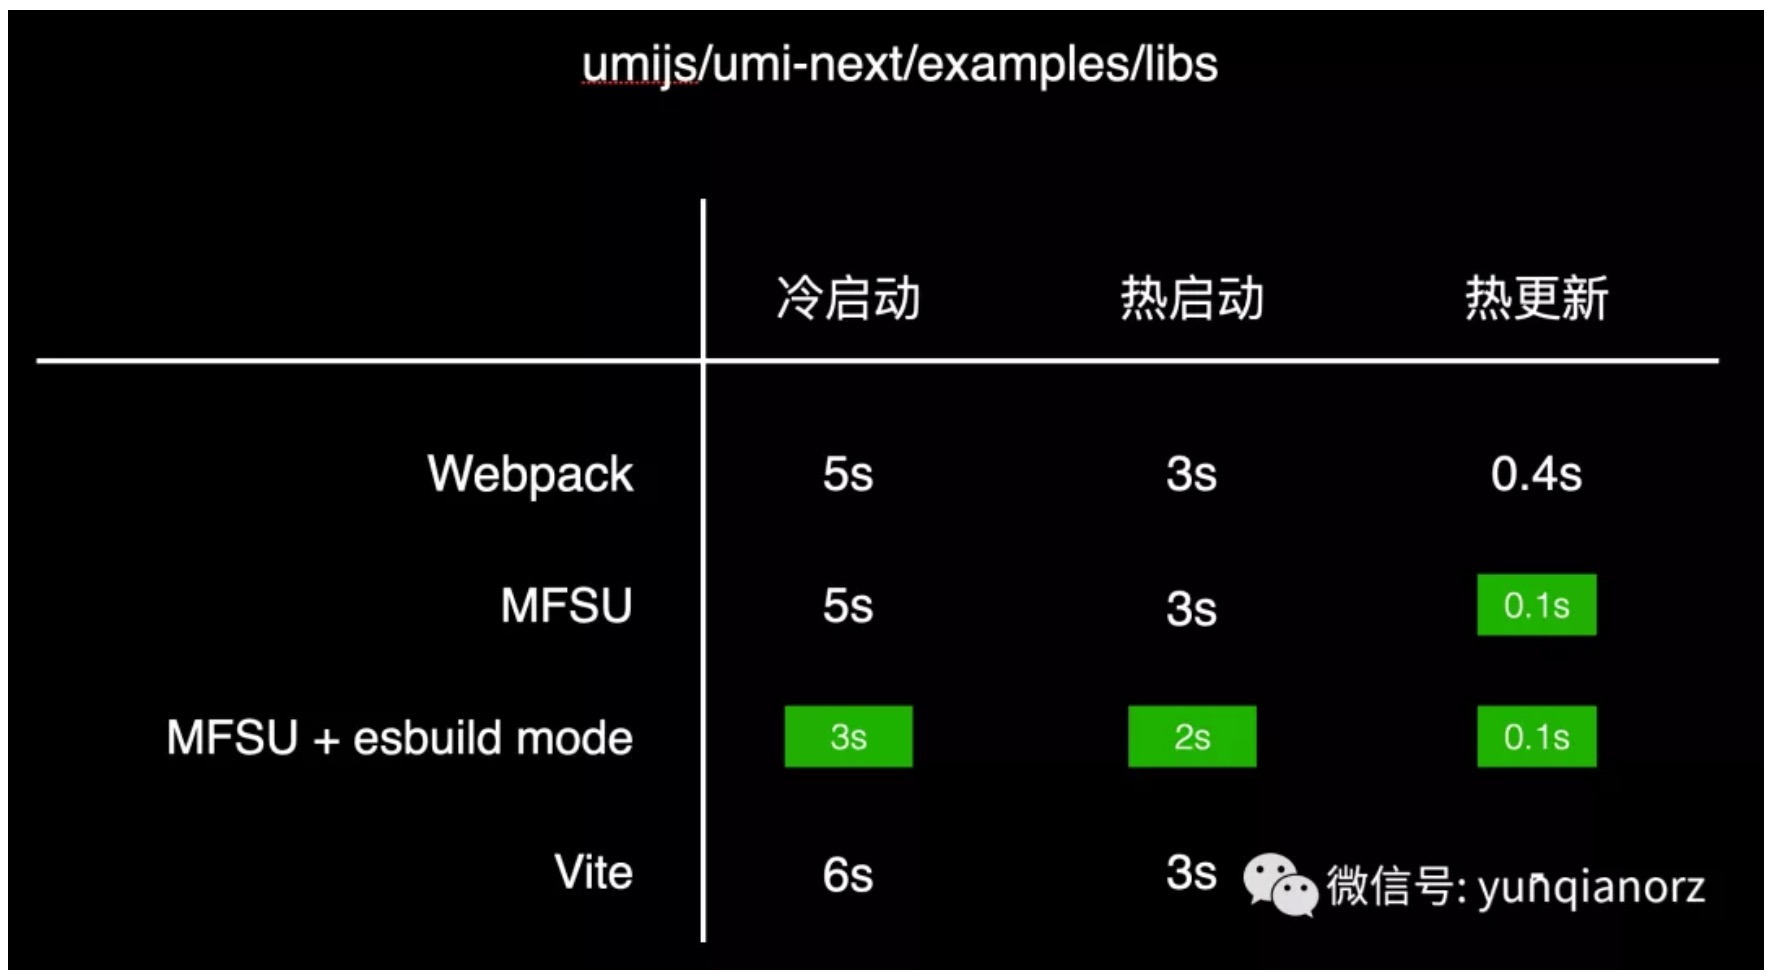 umijs/umi-next/examples/libs
冷启动 热启动 热更新
Webpack 5s 3s 0.4s
MFSU 5s 3s 0.1s
MFSU + esbuild mode 3s 2s 0.1s
Vite 6s 3s
微信号: yunqianorz